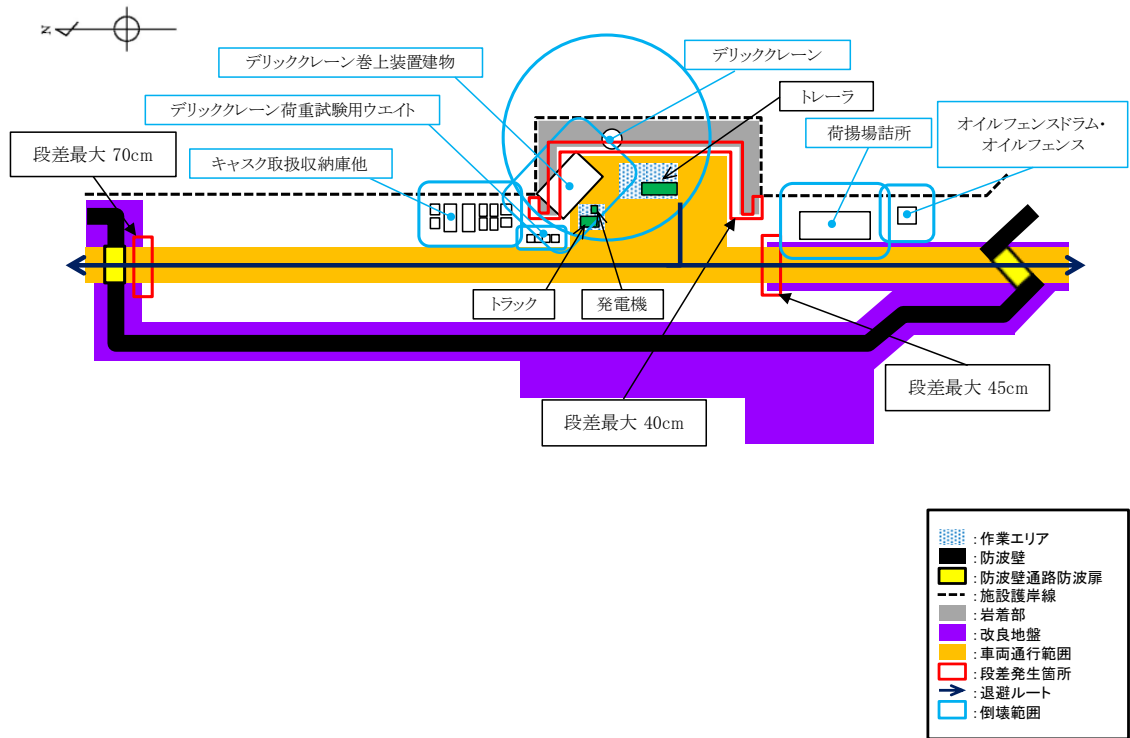 N
デリッククレーン
デリッククレーン巻上装置建物
トレーラ
デリッククレーン荷重試験用ウエイト
荷揚場詰所
オイルフェンスドラム・
オイルフェンス
段差最大 70cm
キャスク取扱収納庫他
トラック
発電機
段差最大 45cm
段差最大 40cm
：作業エリア
：防波壁
：防波壁通路防波扉
：施設護岸線
：岩着部
：改良地盤
：車両通行範囲
：段差発生箇所
：退避ルート
：倒壊範囲